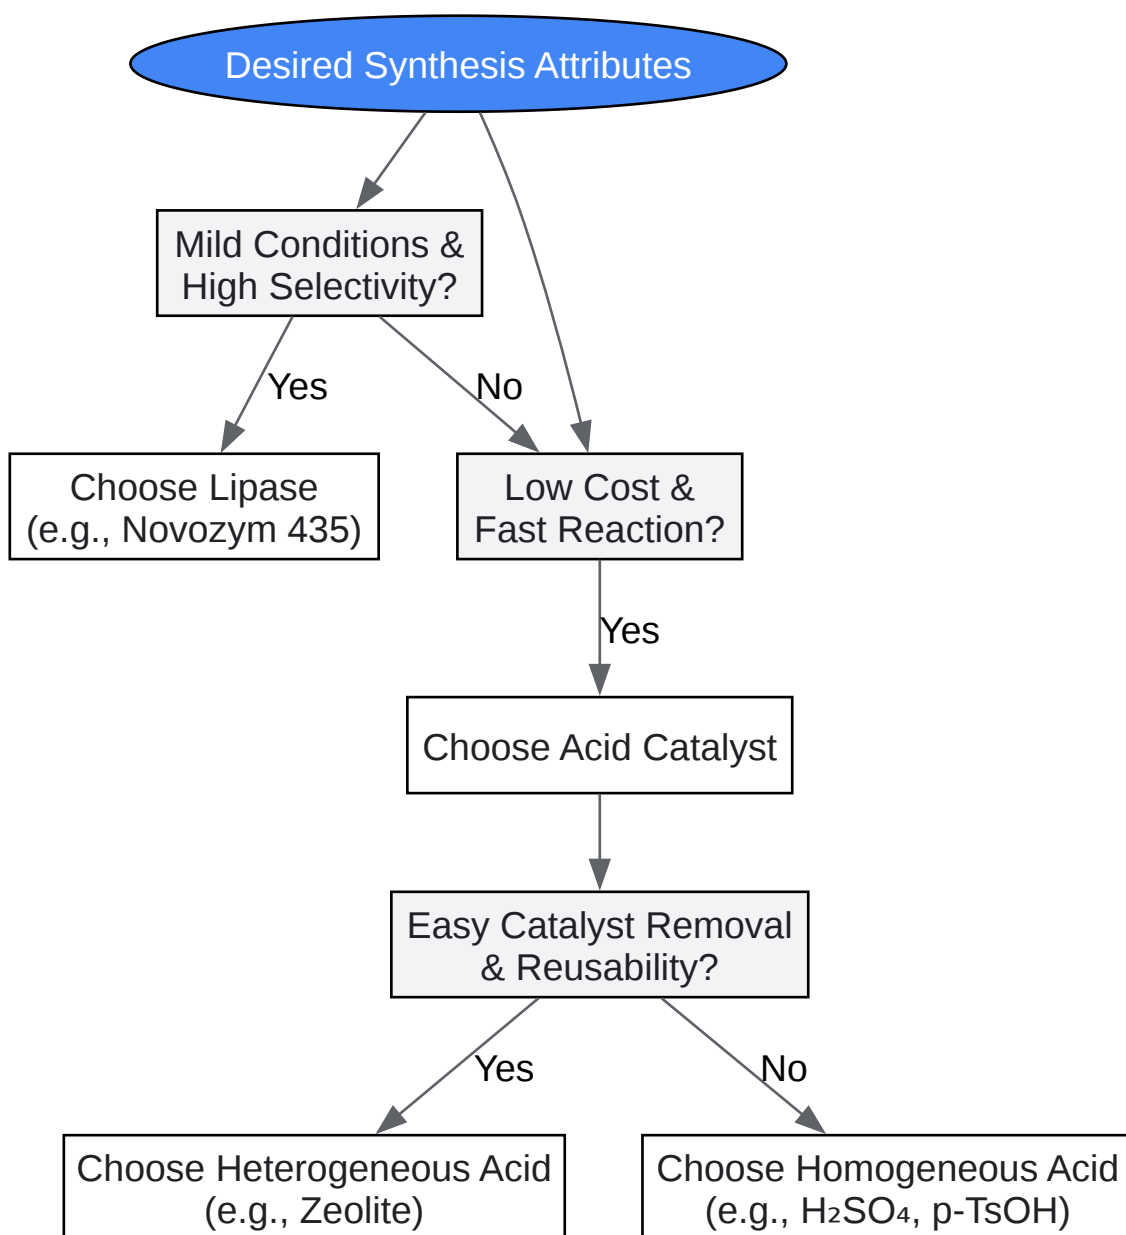 Desired Synthesis Attributes
Mild Conditions &
High Selectivity?
Yes
No
Choose Lipase
(e.g., Novozym 435)
Low Cost &
Fast Reaction?
Yes
Choose Acid Catalyst
Easy Catalyst Removal
& Reusability?
Yes
No
Choose Heterogeneous Acid
(e.g., Zeolite)
Choose Homogeneous Acid
(e.g., H₂SO₄, p-TsOH)